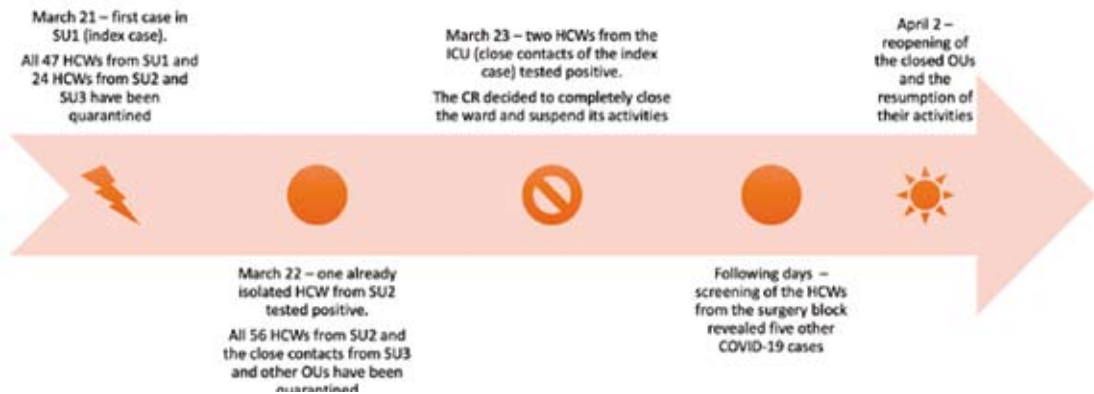 March 21 – first case in
SU1 (index case).
All 47 HCWs from SU1 and
24 HCWs from SU2 and
SU3 have been
quarantined
March 22 – one already
isolated HCW from SU2
tested positive.
All 56 HCWs from SU2 and
the close contacts from SU3
and other OUs have been
quarantined
March 23 – two HCWs from the
ICU (close contacts of the index
case) tested positive.
The CR decided to completely close
the ward and suspend its activities
Following days –
screening of the HCWs
from the surgery block
revealed five other
COVID-19 cases
April 2 –
reopening of
the closed OUs
and the
resumption of
their activities